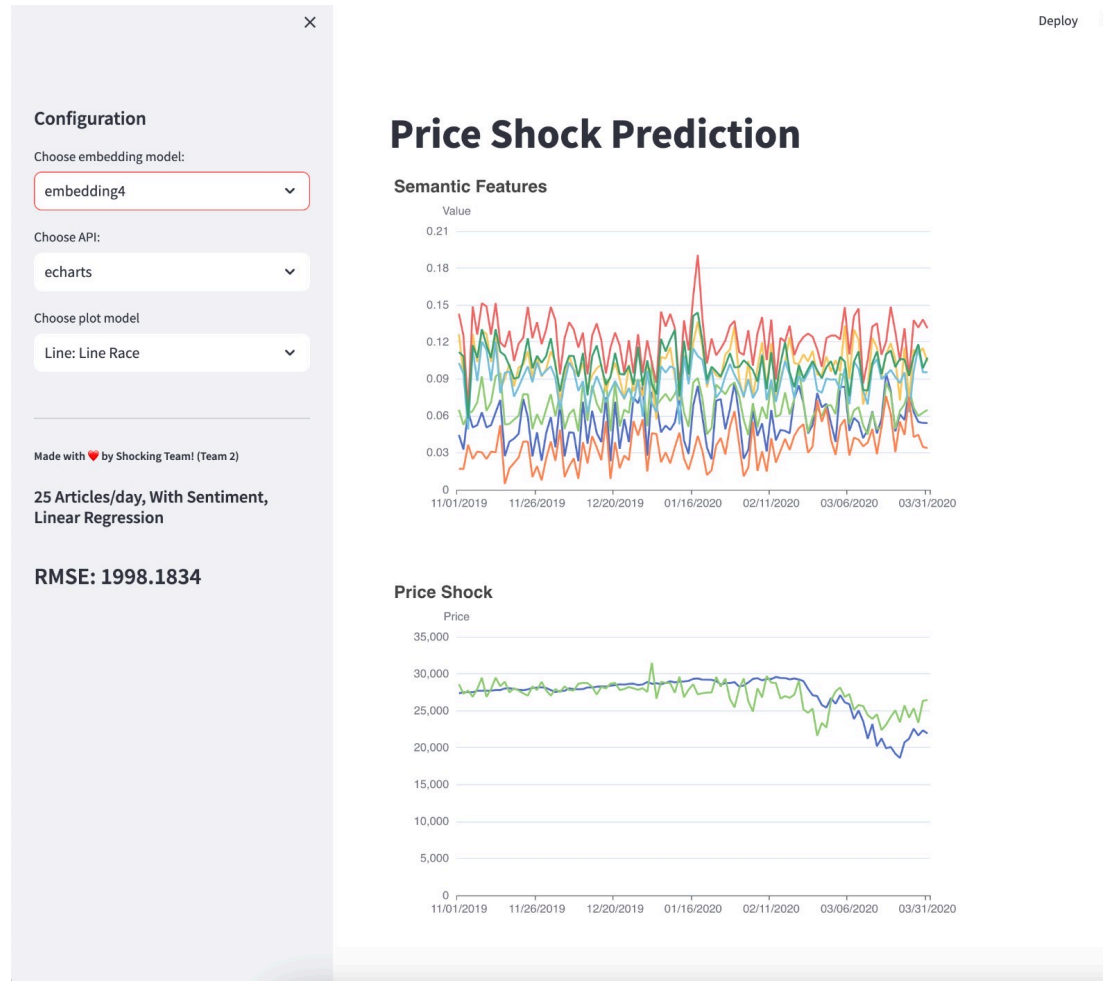 Deploy
Configuration
Choose embedding model:
embedding4
Choose API:
echarts
Choose plot model
Line: Line Race
Made with ❤️ by Shocking Team! (Team 2)
25 Articles/day, With Sentiment,
Linear Regression
RMSE: 1998.1834
Price Shock Prediction
Semantic Features
Value
0.21
0.18
0.15
0.12
0.09
0.06
0.03
0
11/01/2019 11/26/2019 12/20/2019 01/16/2020 02/11/2020 03/06/2020 03/31/2020
Price Shock
Price
35,000
30,000
25,000
20,000
15,000
10,000
5,000
0
11/01/2019 11/26/2019 12/20/2019 01/16/2020 02/11/2020 03/06/2020 03/31/2020